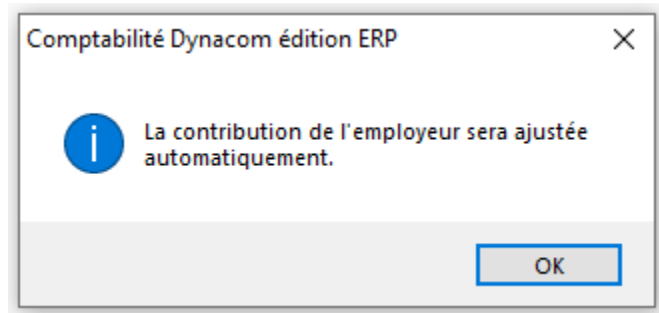 Comptabilité Dynacom édition ERP
La contribution de l'employeur sera ajustée
automatiquement.
OK